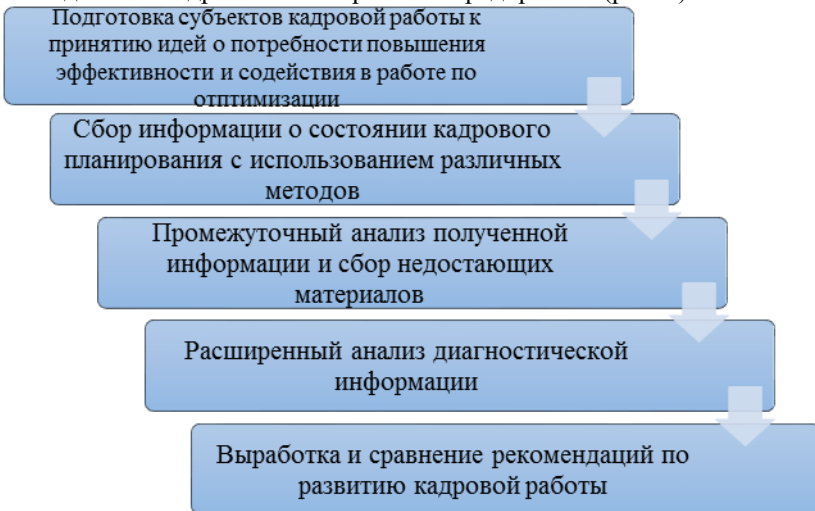 Подготовка субъектов кадровой работы к
принятию идей о потребности повышения
эффективности и содействия в работе по
отптимизации
Сбор информации о состоянии кадрового
планирования с использованием различных
методов
Промежуточный анализ полученной
информации и сбор недостающих
материалов
Расширенный анализ диагностической
информации
Выработка и сравнение рекомендаций по
развитию кадровой работы